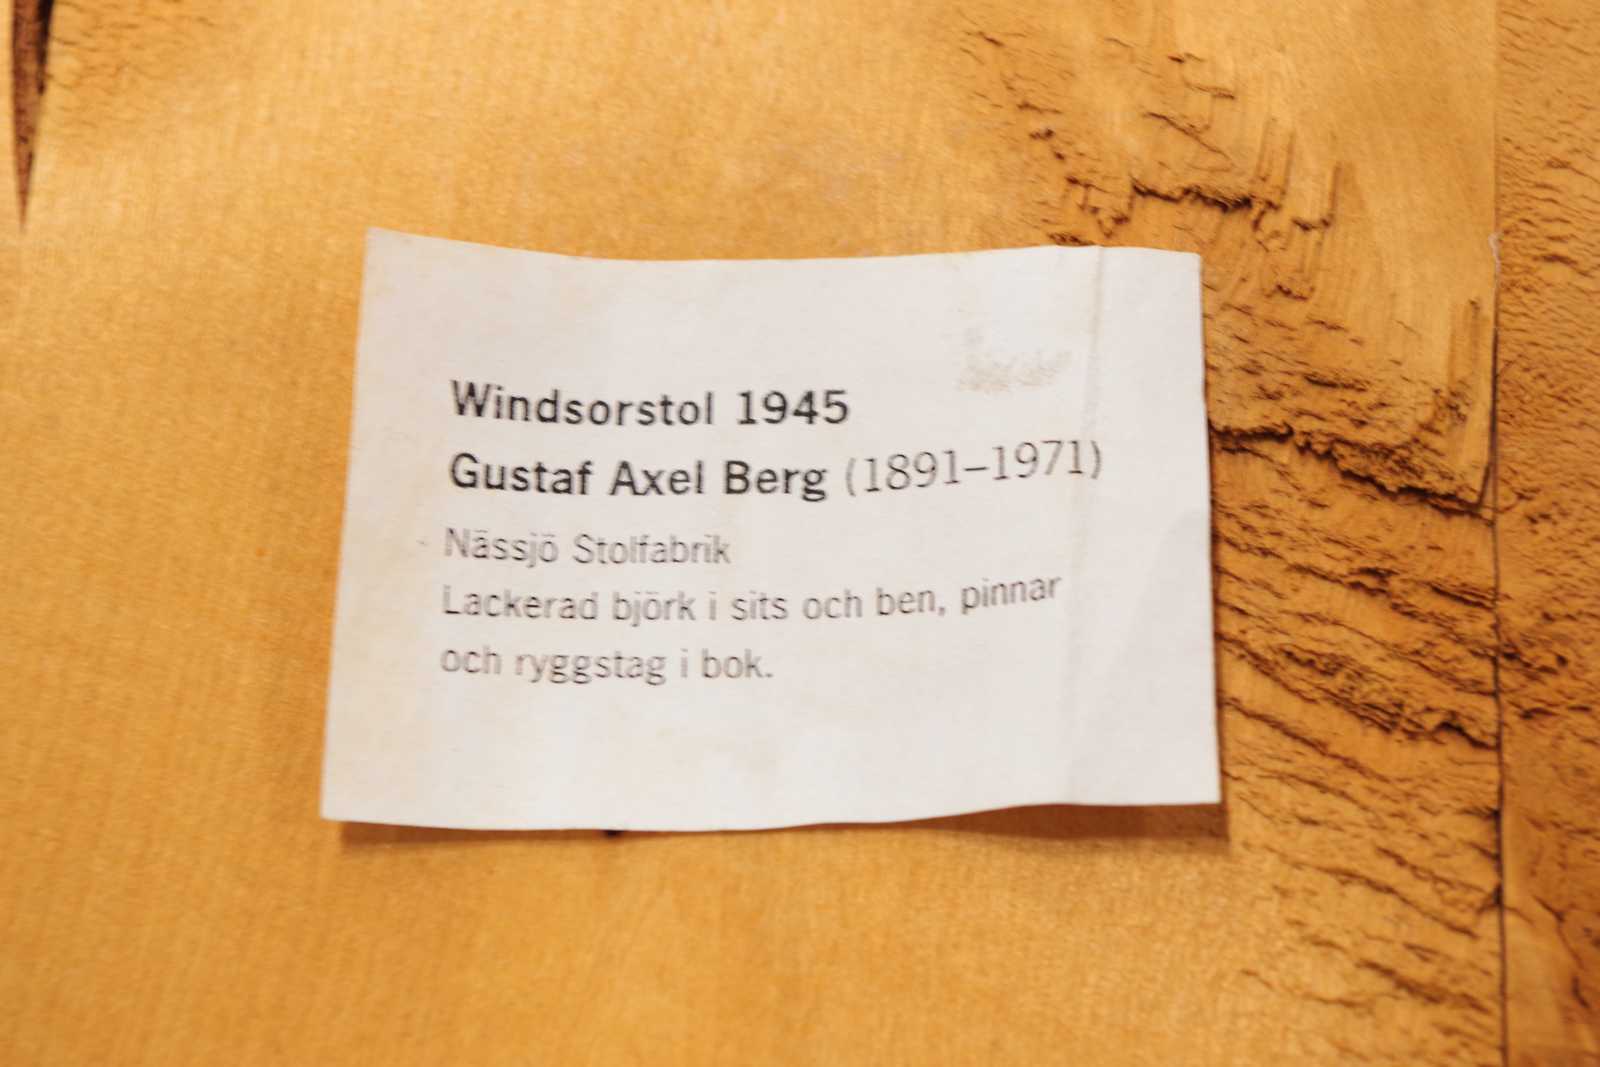 Windsorstol 1945
Gustaf Axel Berg (1891–1971)
Nässjö Stolfabrik
Lackerad björk i sits och ben, pinnar
och ryggstag i bok.